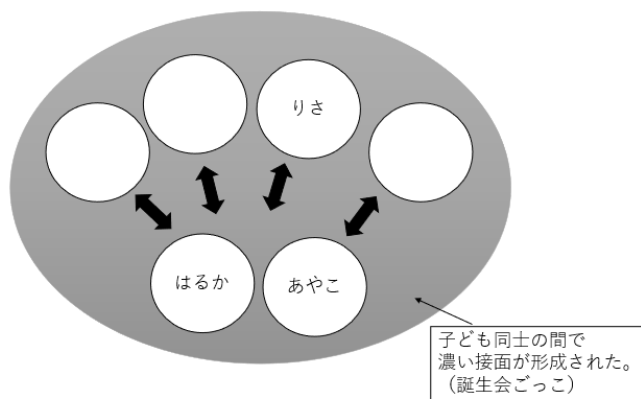 りさ
はるか
あやこ
子ども同士の間で
濃い接面が形成された。
（誕生会ごっこ）